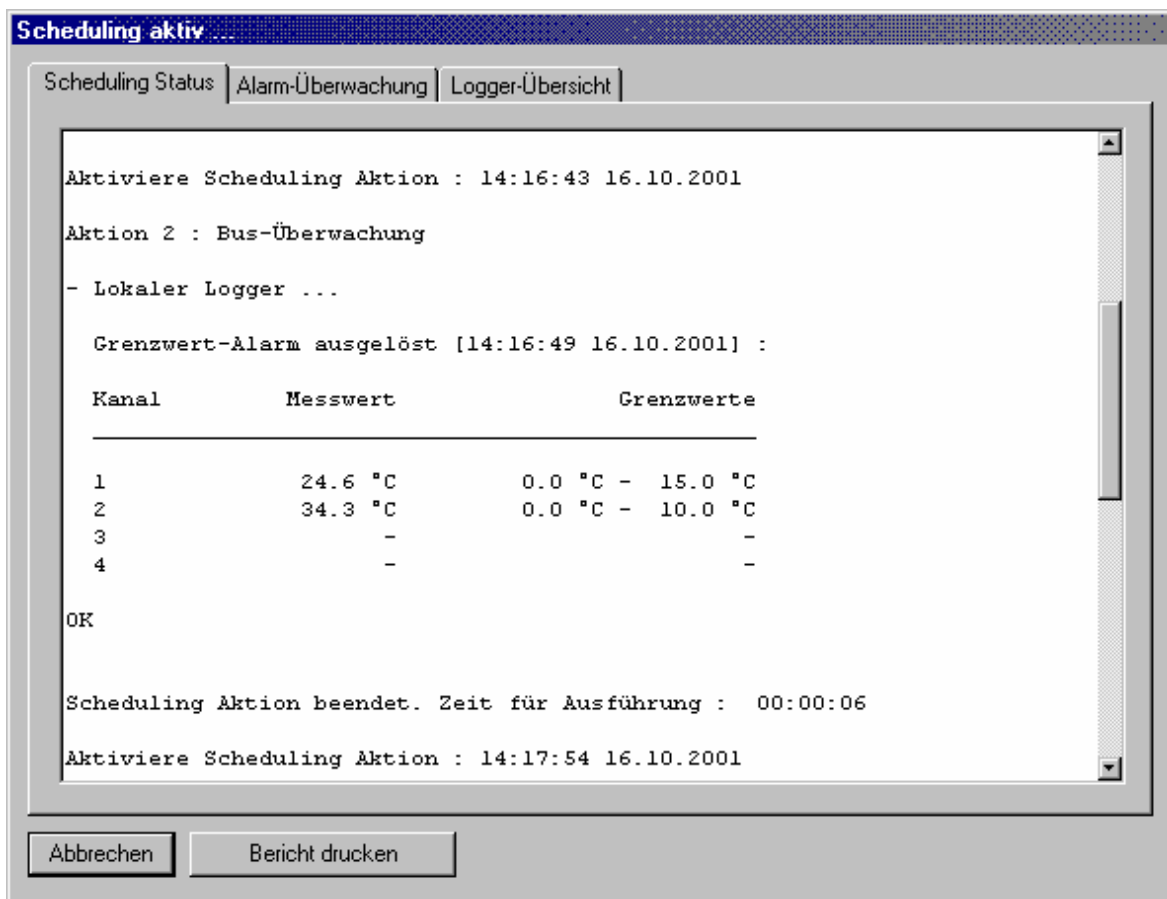 Scheduling aktiv ...
Scheduling Status Alarm-Überwachung Logger-Übersicht
Aktiviere Scheduling Aktion : 14:16:43 16.10.2001
Aktion 2 : Bus-Überwachung
- Lokaler Logger ...
Grenzwert-Alarm ausgelöst [14:16:49 16.10.2001] :
Kanal Messwert Grenzwerte
1 24.6 °C 0.0 °C - 15.0 °C
2 34.3 °C 0.0 °C - 10.0 °C
3 - -
4 - -
OK
Scheduling Aktion beendet. Zeit für Ausführung : 00:00:06
Aktiviere Scheduling Aktion : 14:17:54 16.10.2001
Abbrechen Bericht drucken